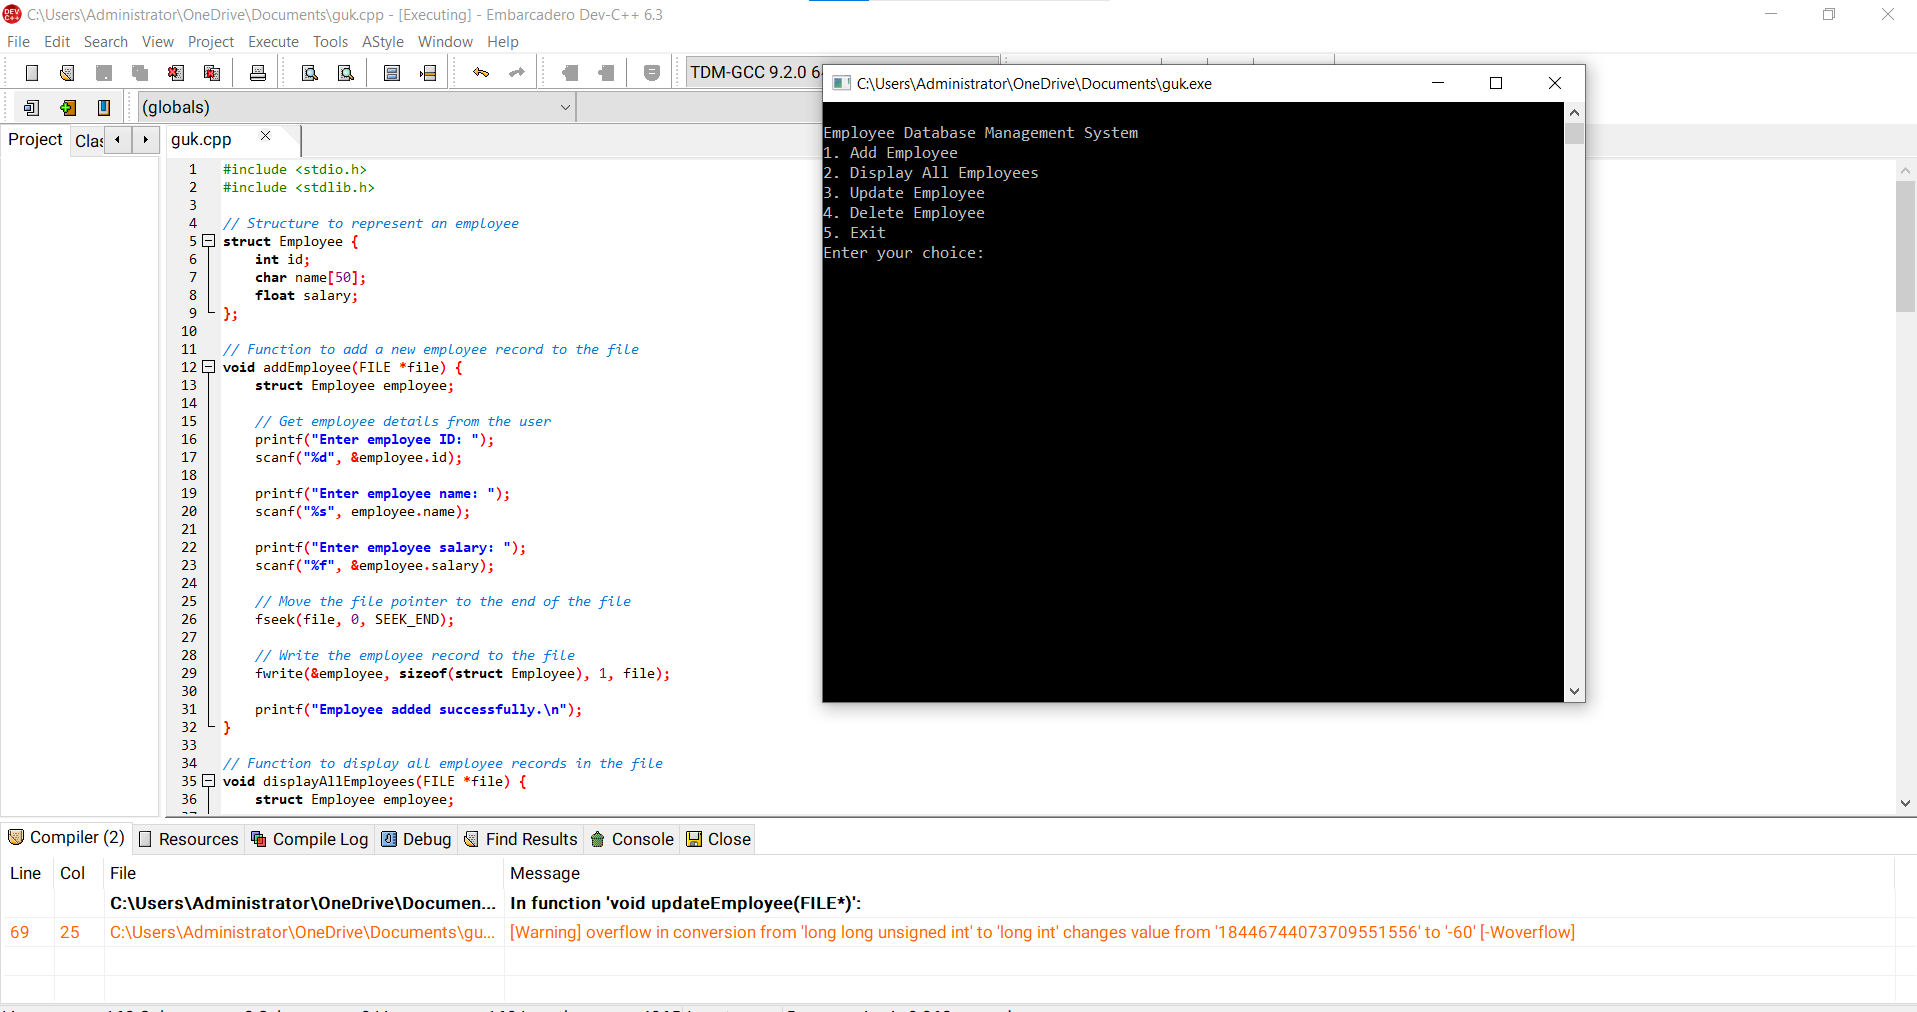 C:\Users\Administrator\OneDrive\Documents\guk.cpp - [Executing] - Embarcadero Dev-C++ 6.3
File Edit Search View Project Execute Tools AStyle Window Help
TDM-GCC 9.2.0 6
(globals)
Project Clas
guk.cpp
1 #include <stdio.h>
2 #include <stdlib.h>
3
4 // Structure to represent an employee
5 struct Employee {
6 int id;
7 char name[50];
8 float salary;
9 };
10
11 // Function to add a new employee record to the file
12 void addEmployee(FILE *file) {
13 struct Employee employee;
14
15 // Get employee details from the user
16 printf("Enter employee ID: ");
17 scanf("%d", &employee.id);
18
19 printf("Enter employee name: ");
20 scanf("%s", employee.name);
21
22 printf("Enter employee salary: ");
23 scanf("%f", &employee.salary);
24
25 // Move the file pointer to the end of the file
26 fseek(file, 0, SEEK_END);
27
28 // Write the employee record to the file
29 fwrite(&employee, sizeof(struct Employee), 1, file);
30
31 printf("Employee added successfully.\n");
32 }
33
34 // Function to display all employee records in the file
35 void displayAllEmployees(FILE *file) {
36 struct Employee employee;
C:\Users\Administrator\OneDrive\Documents\guk.exe
Employee Database Management System
1. Add Employee
2. Display All Employees
3. Update Employee
4. Delete Employee
5. Exit
Enter your choice:
Compiler (2) Resources Compile Log Debug Find Results Console Close
Line Col File Message
C:\Users\Administrator\OneDrive\Documen... In function 'void updateEmployee(FILE*)':
69 25 C:\Users\Administrator\OneDrive\Documents\gu... [Warning] overflow in conversion from 'long long unsigned int' to 'long int' changes value from '18446744073709551556' to '-60' [-Woverflow]